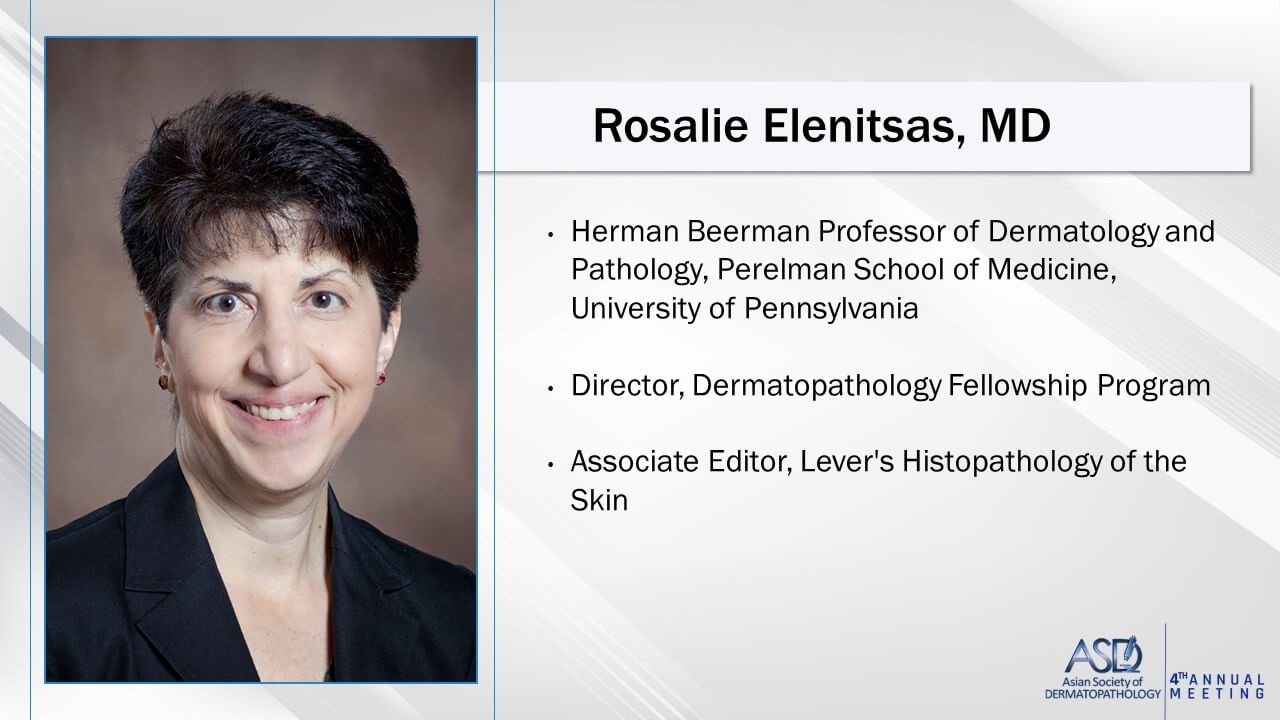 Rosalie Elenitsas, MD
• Herman Beerman Professor of Dermatology and
Pathology, Perelman School of Medicine,
University of Pennsylvania
• Director, Dermatopathology Fellowship Program
• Associate Editor, Lever's Histopathology of the
Skin
ASD
Asian Society of
DERMATOPATHOLOGY
4TH ANNUAL
MEETING